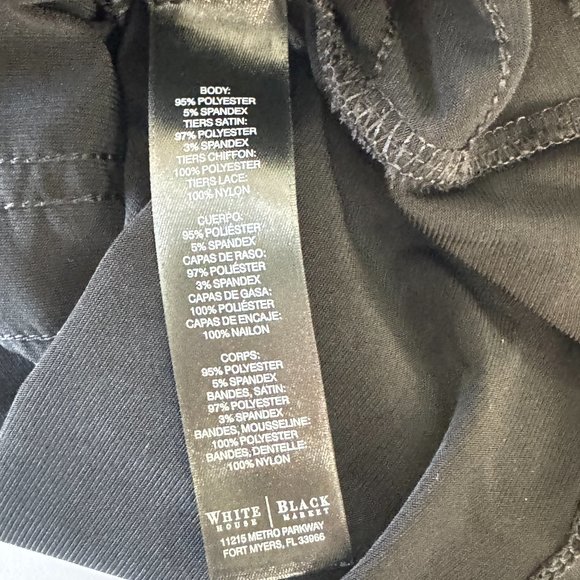 BODY:
95% POLYESTER
5% SPANDEX
TIERS SATIN:
97% POLYESTER
3% SPANDEX
TIERS CHIFFON:
100% POLYESTER
TIERS LACE:
100% NYLON
CUERPO:
95% POLIÉSTER
5% SPANDEX
CAPAS DE RASO:
97% POLIÉSTER
3% SPANDEX
CAPAS DE GASA:
100% POLIÉSTER
CAPAS DE ENCAJE:
100% NAILON
CORPS:
95% POLYESTER
5% SPANDEX
BANDES, SATIN:
97% POLYESTER
3% SPANDEX
BANDES, MOUSSELINE:
100% POLYESTER
BANDES, DENTELLE:
100% NYLON
WHITE | BLACK
HOUSE | MARKET
11215 METRO PARKWAY
FORT MYERS, FL 33966